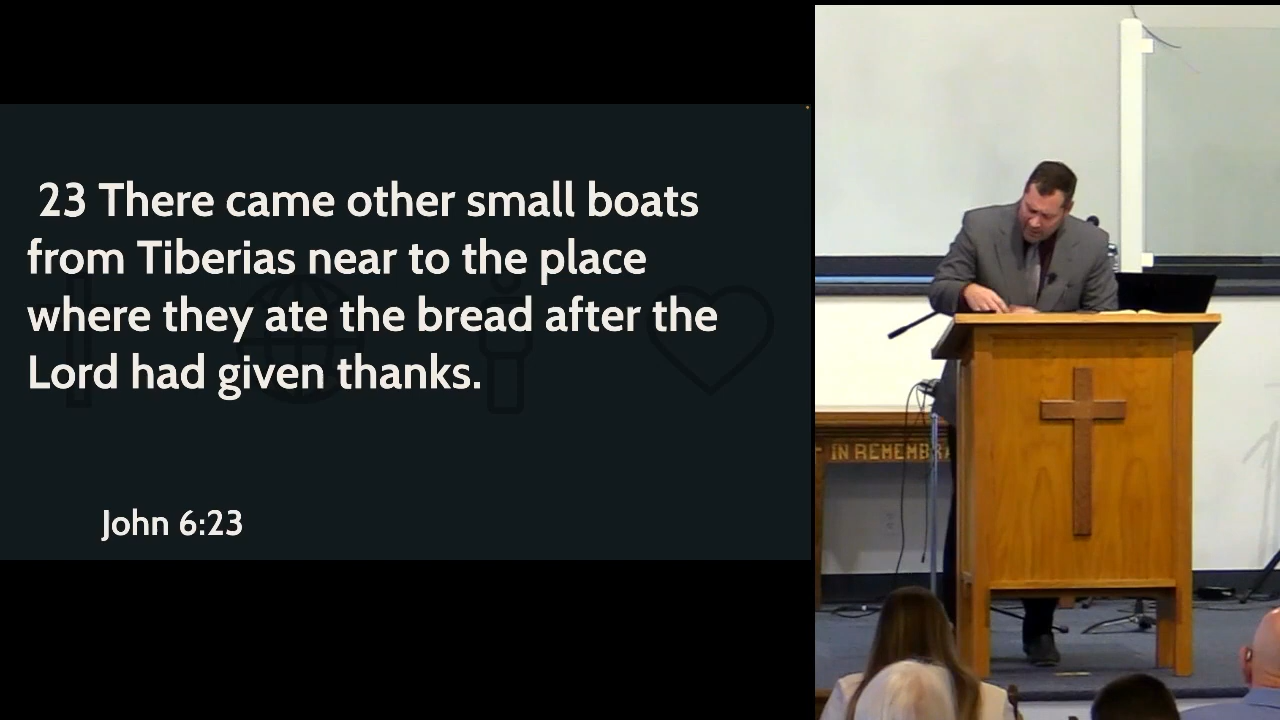 23 There came other small boats
from Tiberias near to the place
where they ate the bread after the
Lord had given thanks.
John 6:23
IN REMEMBRA